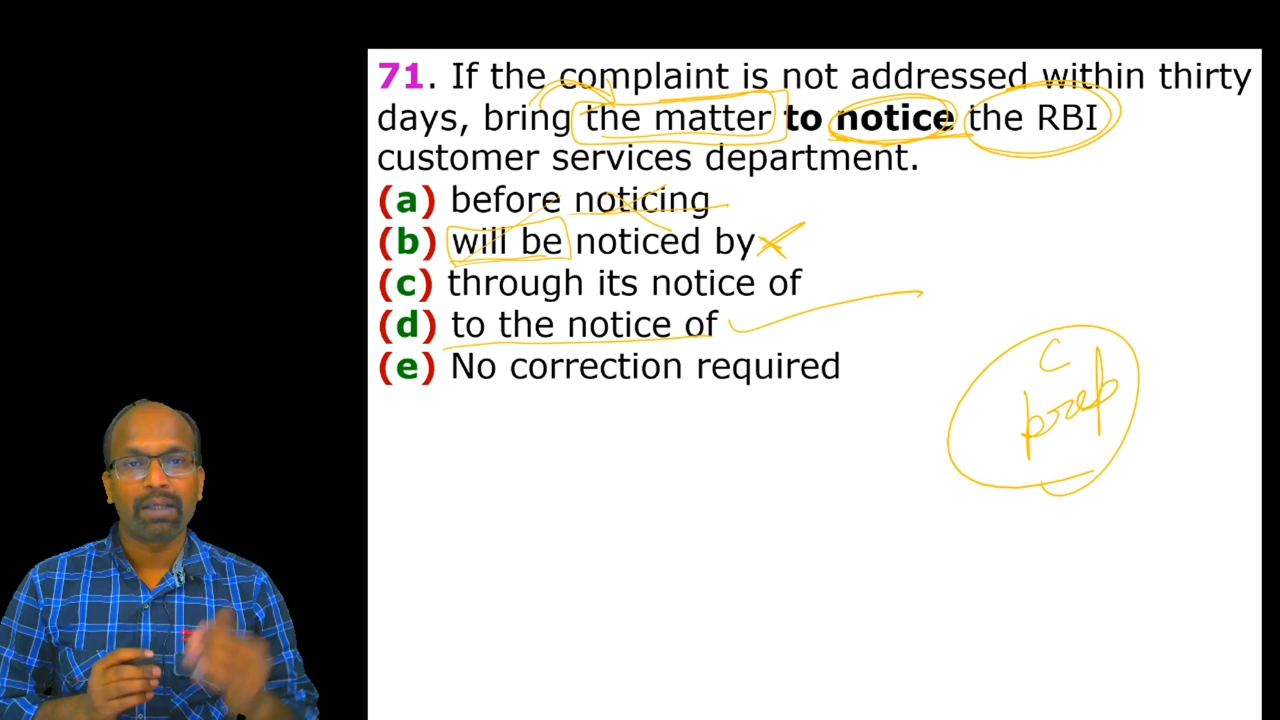 71. If the complaint is not addressed within thirty
days, bring the matter to notice the RBI
customer services department.
(a) before noticing
(b) will be noticed by
(c) through its notice of
(d) to the notice of
(e) No correction required
C
prep